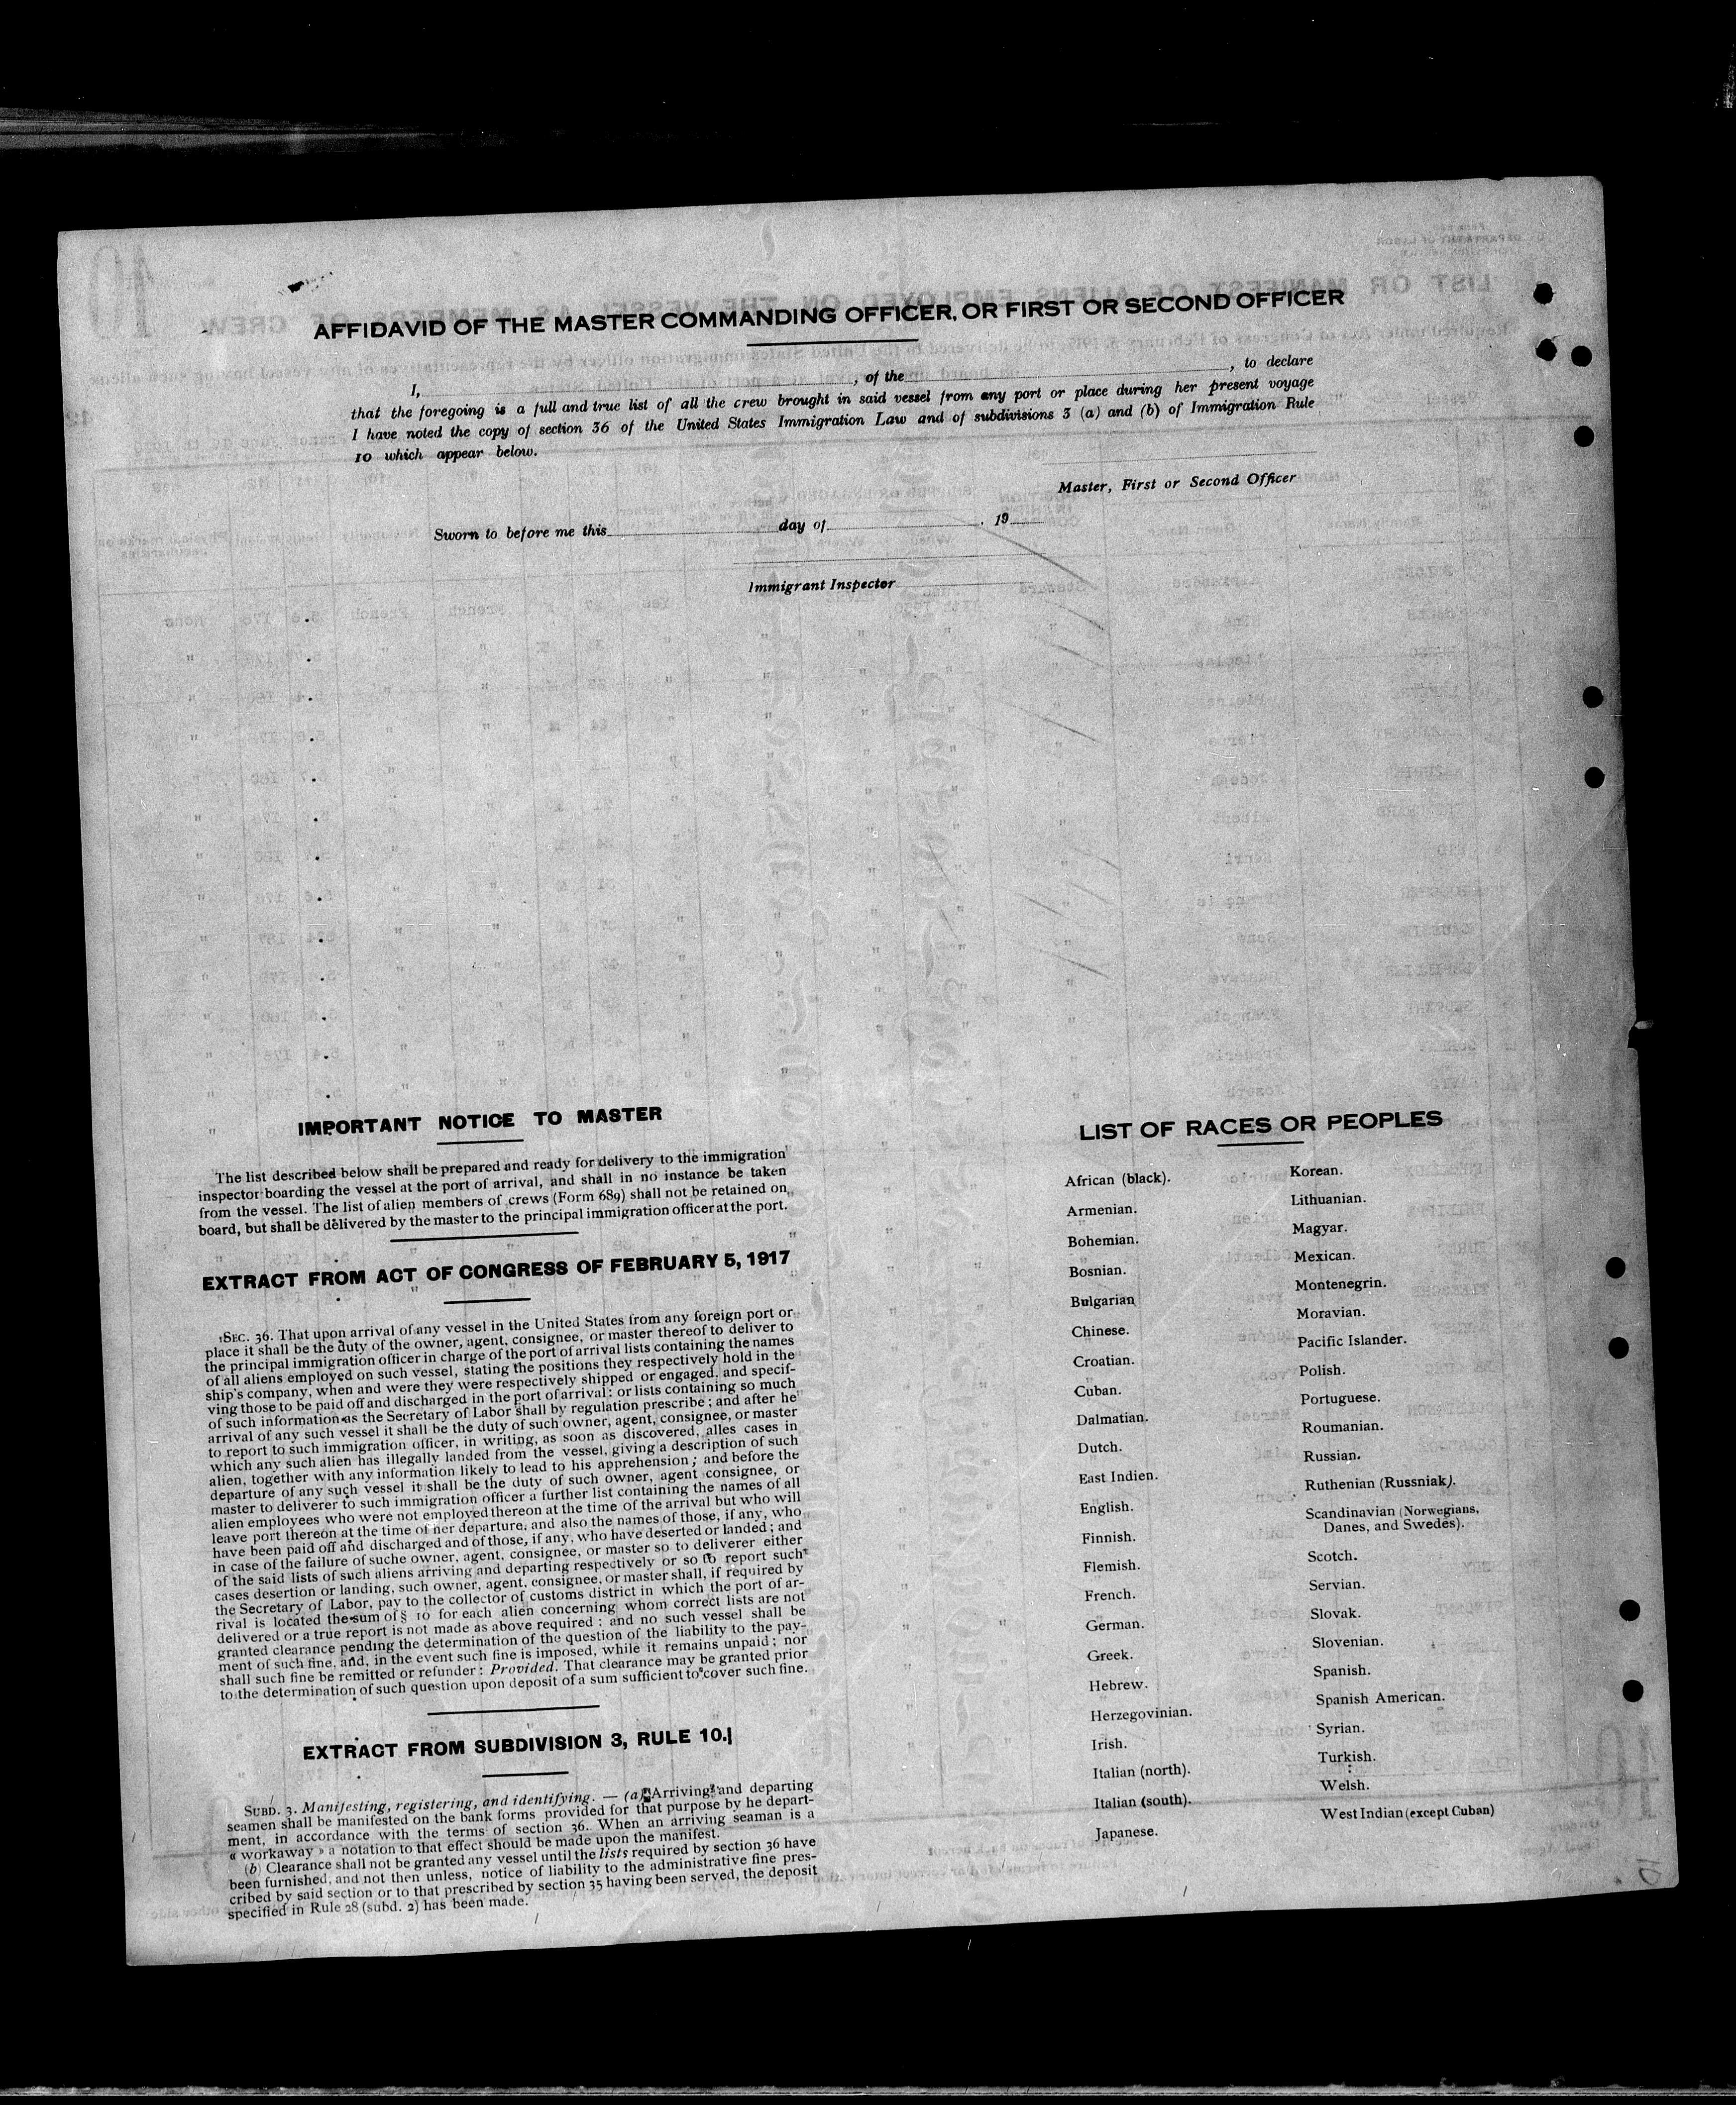 AFFIDAVID OF THE MASTER COMMANDING OFFICER, OR FIRST OR SECOND OFFICER
I, , of the , to declare
that the foregoing is a full and true list of all the crew brought in said vessel from any port or place during her present voyage
I have noted the copy of section 36 of the United States Immigration Law and of subdivisions 3 (a) and (b) of Immigration Rule
10 which appear below.
Master, First or Second Officer
Sworn to before me this day of , 19
Immigrant Inspector
IMPORTANT NOTICE TO MASTER
The list described below shall be prepared and ready for delivery to the immigration
inspector boarding the vessel at the port of arrival, and shall in no instance be taken
from the vessel. The list of alien members of crews (Form 689) shall not be retained on
board, but shall be delivered by the master to the principal immigration officer at the port.
EXTRACT FROM ACT OF CONGRESS OF FEBRUARY 5, 1917
SEC. 36. That upon arrival of any vessel in the United States from any foreign port or
place it shall be the duty of the owner, agent, consignee, or master thereof to deliver to
the principal immigration officer in charge of the port of arrival lists containing the names
of all aliens employed on such vessel, stating the positions they respectively hold in the
ship's company, when and were they were respectively shipped or engaged, and specif-
ving those to be paid off and discharged in the port of arrival: or lists containing so much
of such information as the Secretary of Labor shall by regulation prescribe; and after he
arrival of any such vessel it shall be the duty of such owner, agent, consignee, or master
to report to such immigration officer, in writing, as soon as discovered, alles cases in
which any such alien has illegally landed from the vessel, giving a description of such
alien, together with any information likely to lead to his apprehension; and before the
departure of any such vessel it shall be the duty of such owner, agent consignee, or
master to deliverer to such immigration officer a further list containing the names of all
alien employees who were not employed thereon at the time of the arrival but who will
leave port thereon at the time of ner departure, and also the names of those, if any, who
have been paid off and discharged and of those, if any, who have deserted or landed; and
in case of the failure of suche owner, agent, consignee, or master so to deliverer either
of the said lists of such aliens arriving and departing respectively or so to report such
cases desertion or landing, such owner, agent, consignee, or master shall, if required by
the Secretary of Labor, pay to the collector of customs district in which the port of ar-
rival is located the sum of § 10 for each alien concerning whom correct lists are not
delivered or a true report is not made as above required: and no such vessel shall be
granted clearance pending the determination of the question of the liability to the pay-
ment of such fine, and, in the event such fine is imposed, while it remains unpaid; nor
shall such fine be remitted or refunder: Provided. That clearance may be granted prior
to the determination of such question upon deposit of a sum sufficient to cover such fine.
EXTRACT FROM SUBDIVISION 3, RULE 10.
SUBD. 3. Manifesting, registering, and identifying. — (a) Arriving and departing
seamen shall be manifested on the bank forms provided for that purpose by he depart-
ment, in accordance with the terms of section 36. When an arriving seaman is a
« workaway » a notation to that effect should be made upon the manifest.
(b) Clearance shall not be granted any vessel until the lists required by section 36 have
been furnished, and not then unless, notice of liability to the administrative fine pres-
cribed by said section or to that prescribed by section 35 having been served, the deposit
specified in Rule 28 (subd. 2) has been made.
LIST OF RACES OR PEOPLES
African (black).
Armenian.
Bohemian.
Bosnian.
Bulgarian
Chinese.
Croatian.
Cuban.
Dalmatian.
Dutch.
East Indien.
English.
Finnish.
Flemish.
French.
German.
Greek.
Hebrew.
Herzegovinian.
Irish.
Italian (north).
Italian (south).
Japanese.
Korean.
Lithuanian.
Magyar.
Mexican.
Montenegrin.
Moravian.
Pacific Islander.
Polish.
Portuguese.
Roumanian.
Russian.
Ruthenian (Russniak).
Scandinavian (Norwegians,
Danes, and Swedes).
Scotch.
Servian.
Slovak.
Slovenian.
Spanish.
Spanish American.
Syrian.
Turkish.
Welsh.
West Indian (except Cuban)